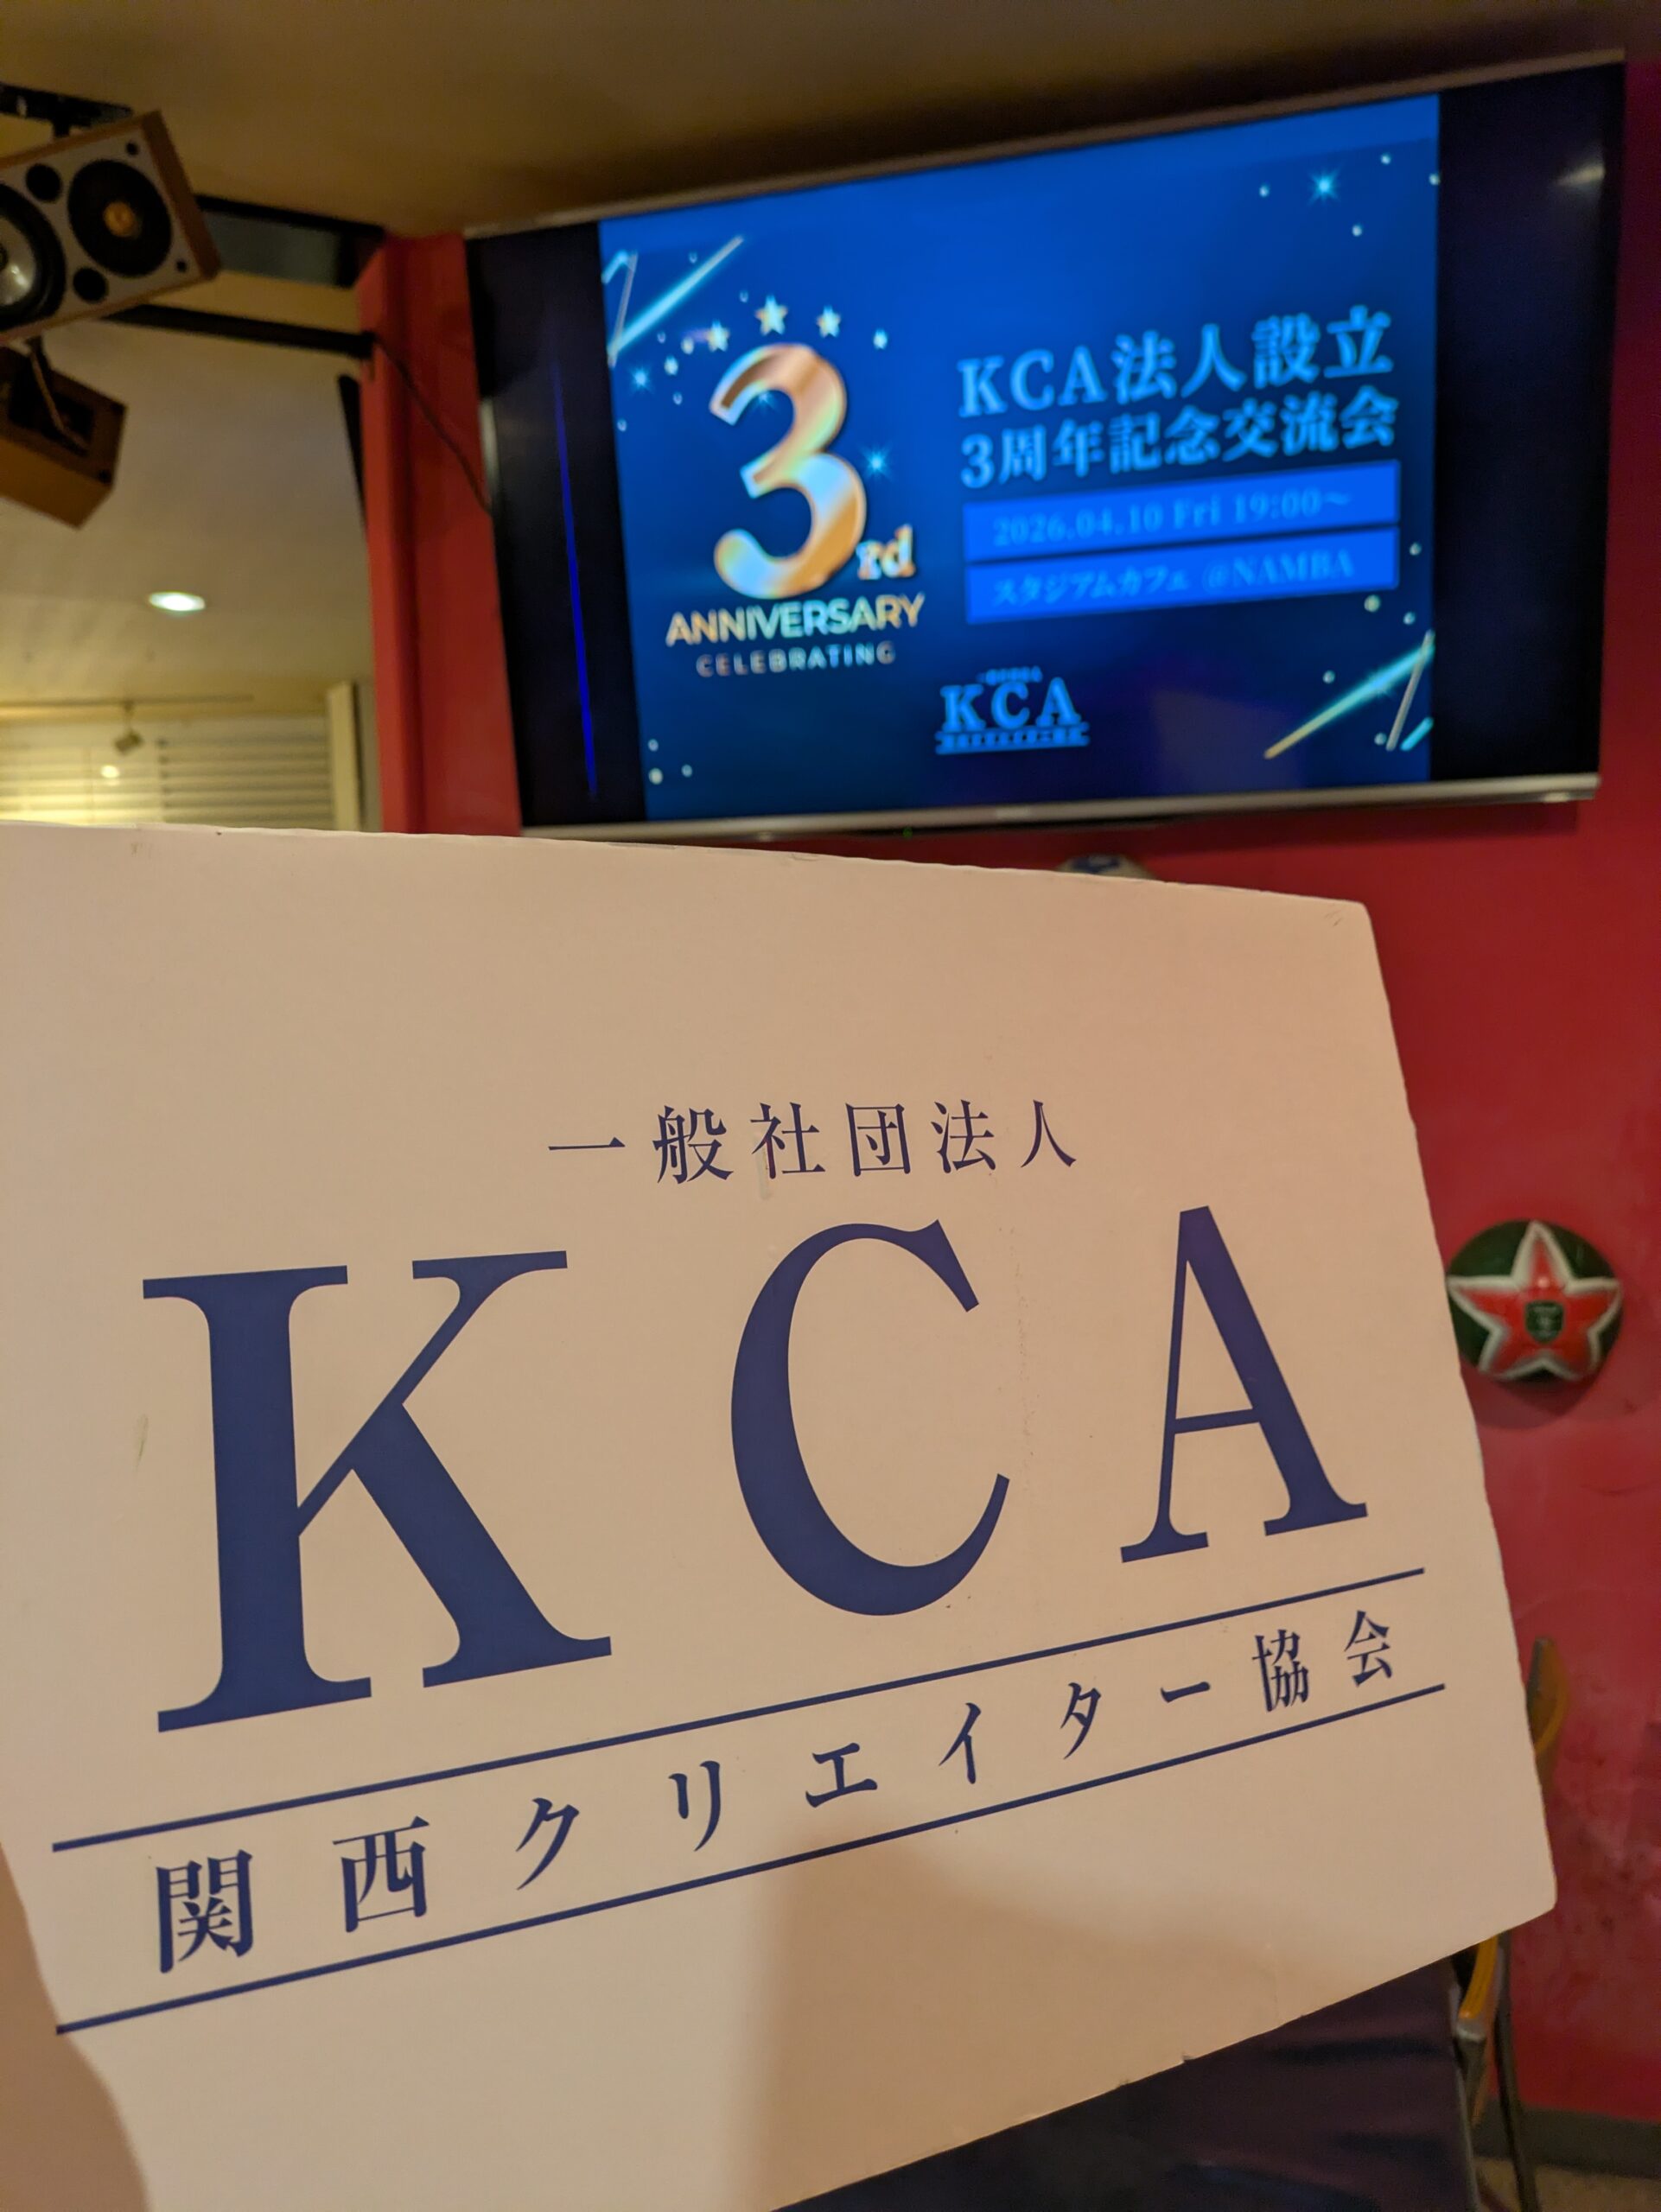 3rd
ANNIVERSARY
CELEBRATING
KCA法人設立
3周年記念交流会
2026.04.10 Fri 19:00～
スタジアムカフェ @NAMBA
KCA
一般社団法人
KCA
関西クリエイター協会